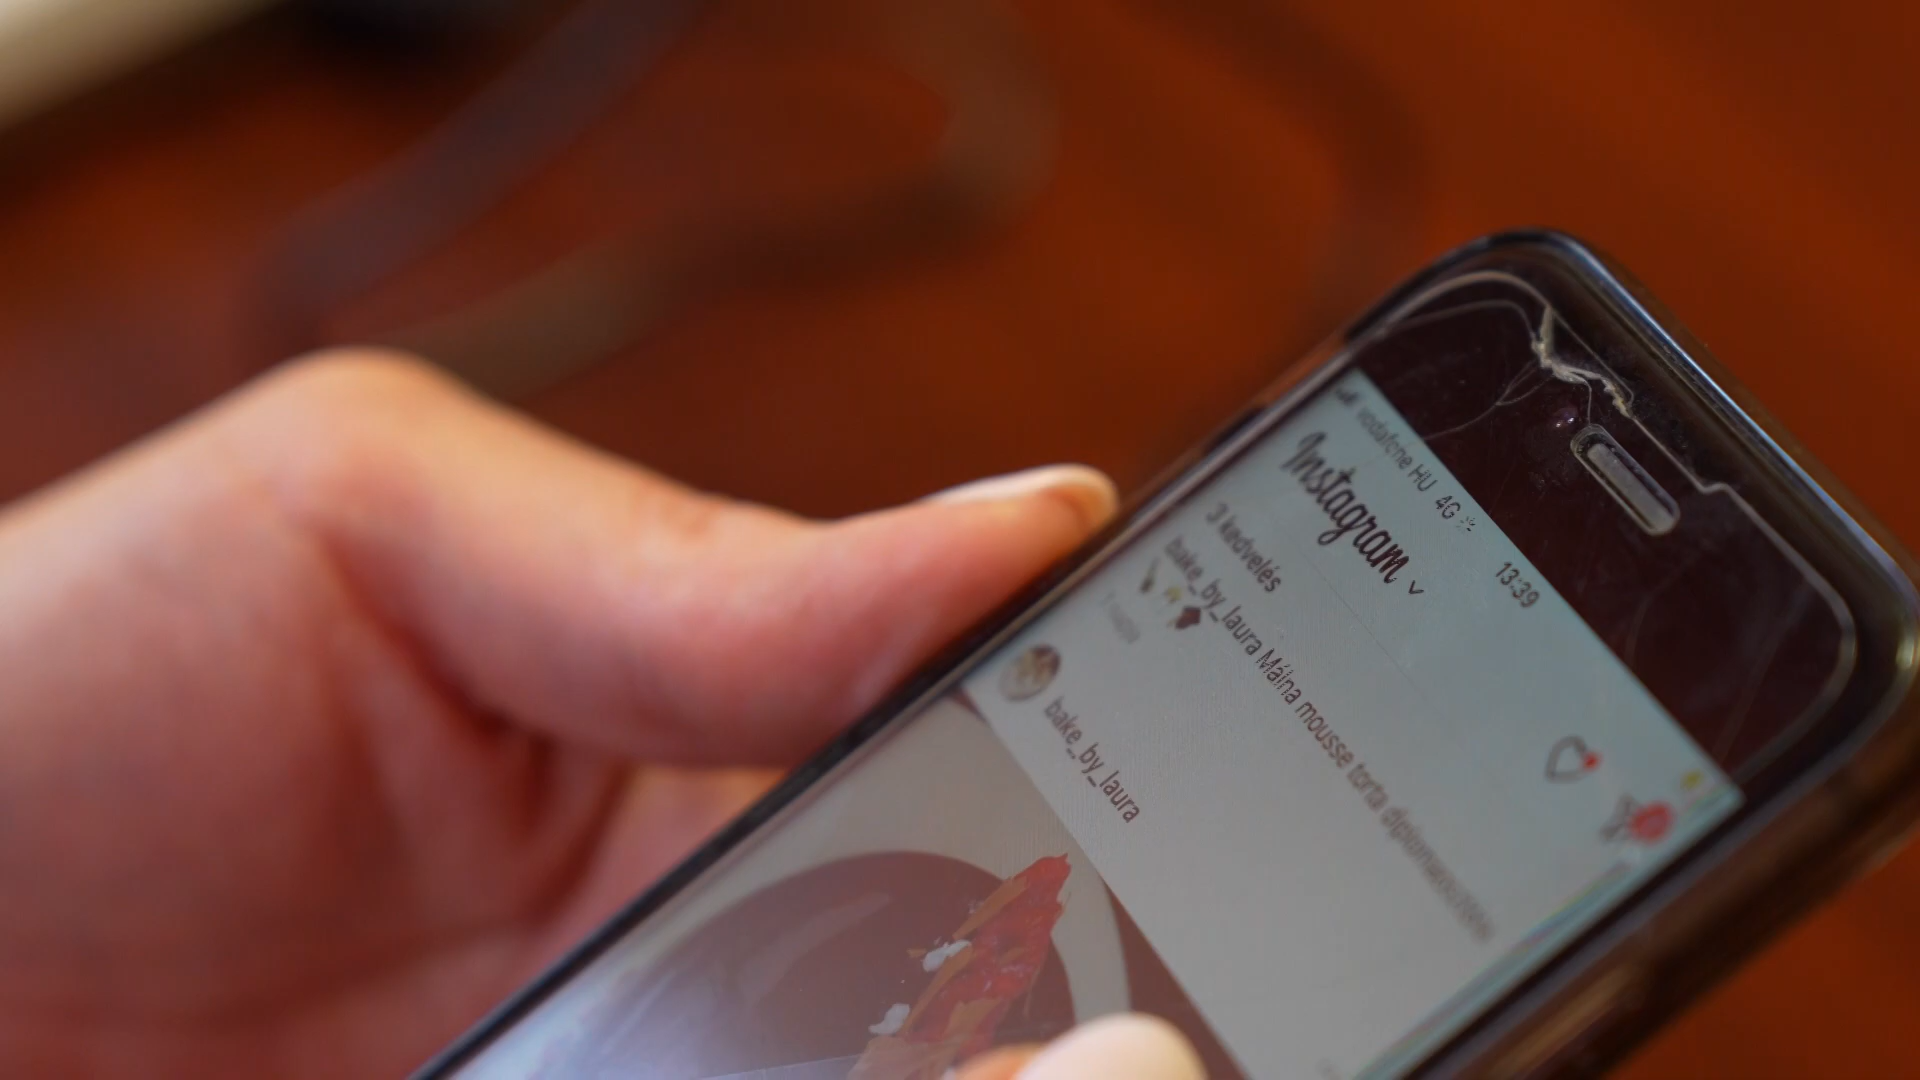 vodafone HU 4G 13:39
Instagram
3 kedvelés
bake_by_laura Málna mousse torta
bake_by_laura